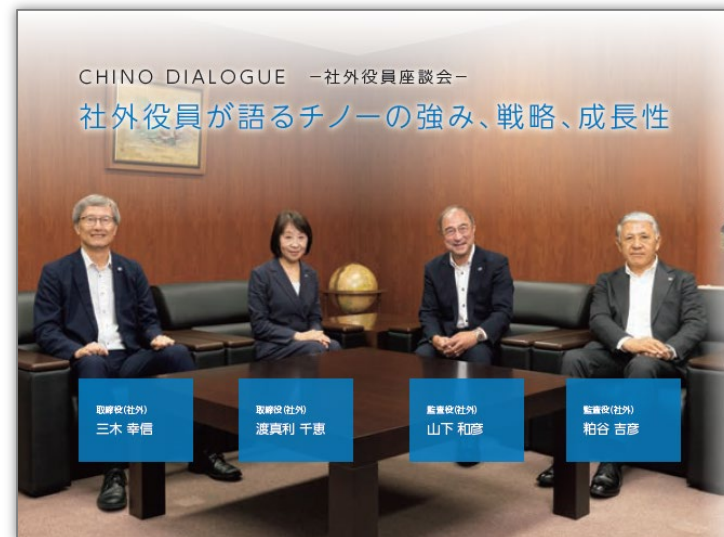 CHINO DIALOGUE －社外役員座談会－
社外役員が語るチノーの強み、戦略、成長性
取締役(社外)
三木 幸信
取締役(社外)
渡真利 千恵
監査役(社外)
山下 和彦
監査役(社外)
粕谷 吉彦